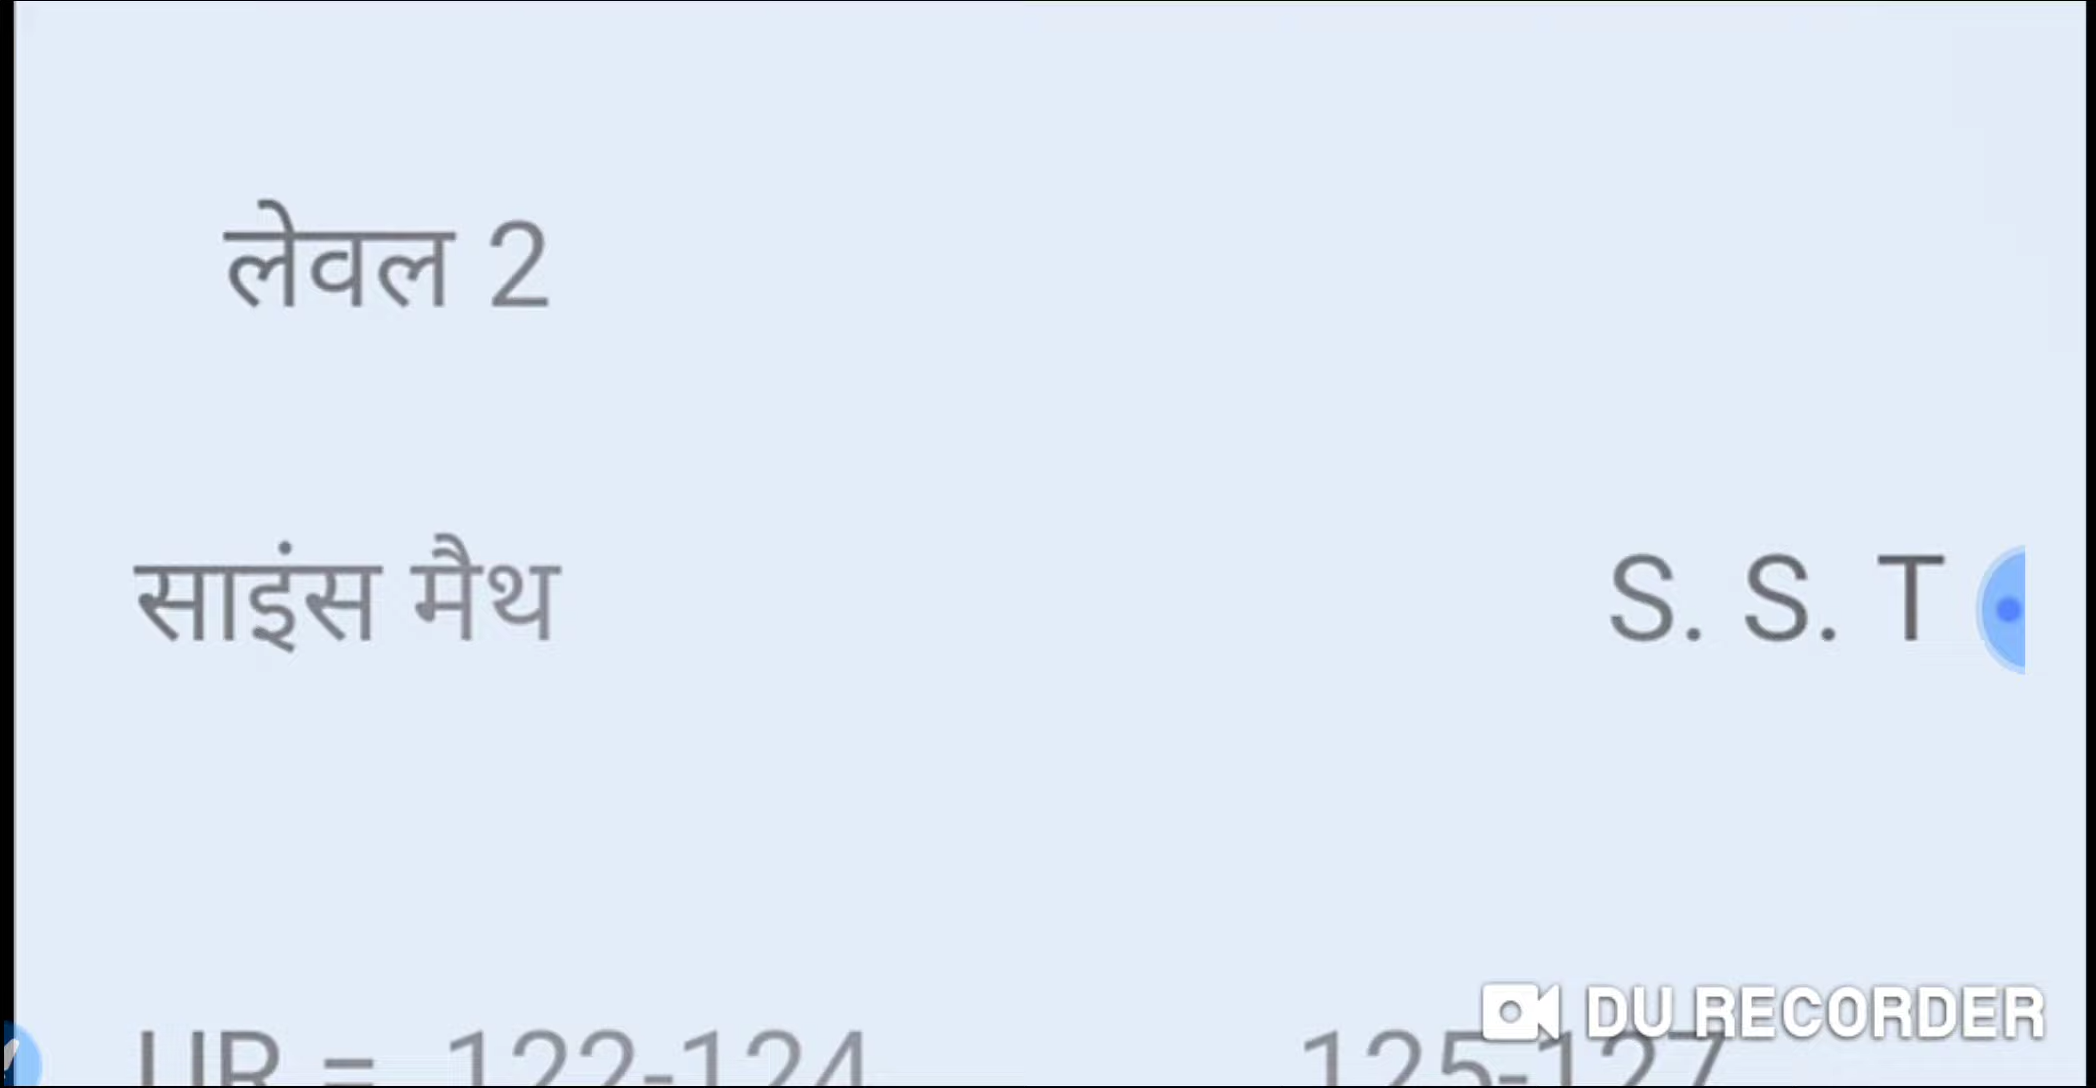 लेवल 2
साइंस मैथ S. S. T
DU RECORDER
UR = 122-124 125-127